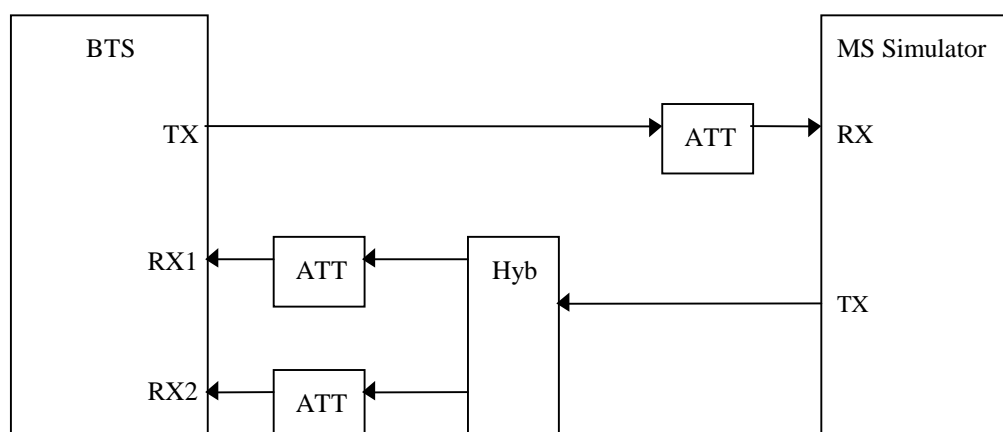 BTS
MS Simulator
TX
ATT
RX
RX1
ATT
Hyb
TX
RX2
ATT